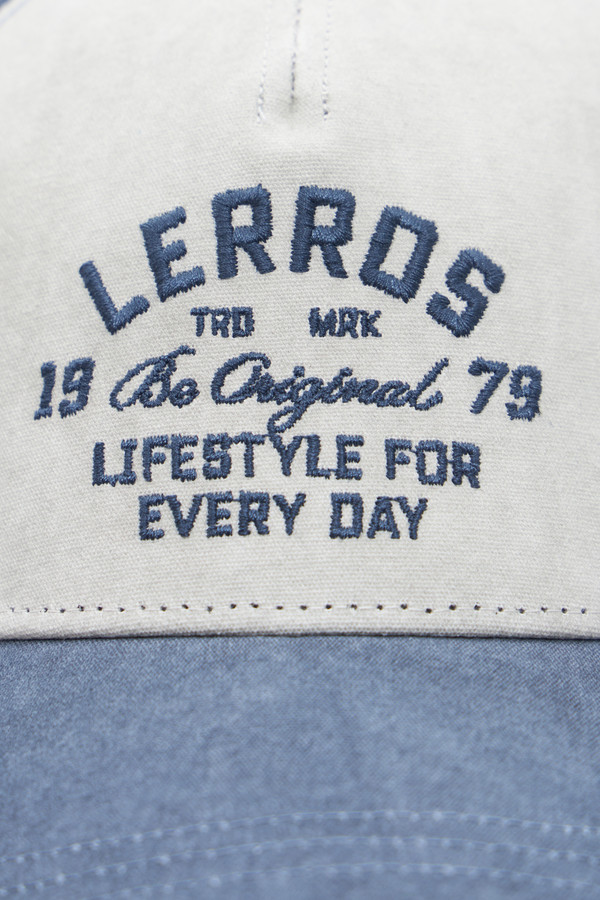 LERROS
TRD MRK
19 Be Original 79
LIFESTYLE FOR
EVERY DAY